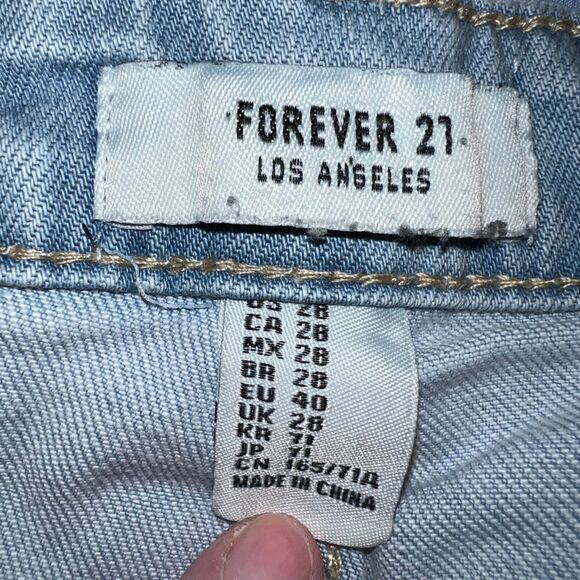 FOREVER 21
LOS ANGELES
US 28
CA 28
MX 28
BR 28
EU 40
UK 28
KR 71
JP 71
CN 165/71A
MADE IN CHINA